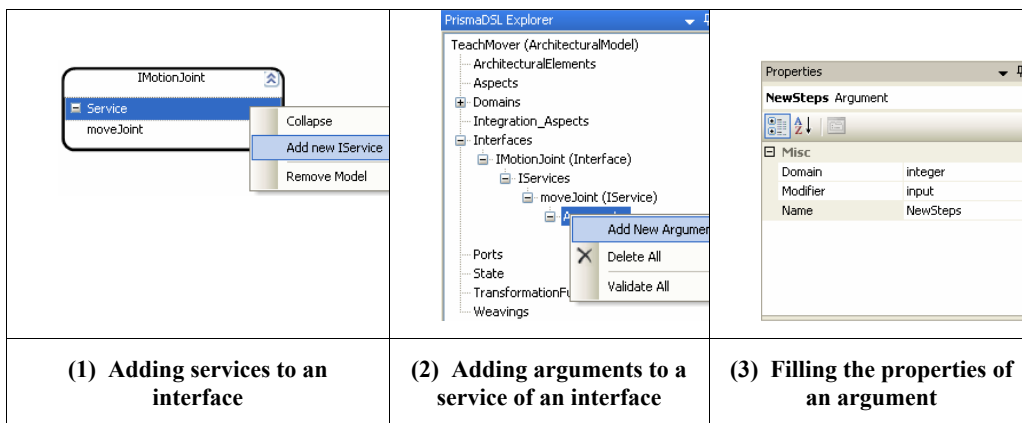 IMotionJoint
Service
moveJoint
Collapse
Add new IService
Remove Model
PrismaDSL Explorer
TeachMover (ArchitecturalModel)
ArchitecturalElements
Aspects
Domains
Integration_Aspects
Interfaces
IMotionJoint (Interface)
IServices
moveJoint (IService)
Add New Argumen
Delete All
Validate All
Ports
State
TransformationFu
Weavings
Properties
NewSteps Argument
Misc
Domain integer
Modifier input
Name NewSteps
(1) Adding services to an
interface
(2) Adding arguments to a
service of an interface
(3) Filling the properties of
an argument